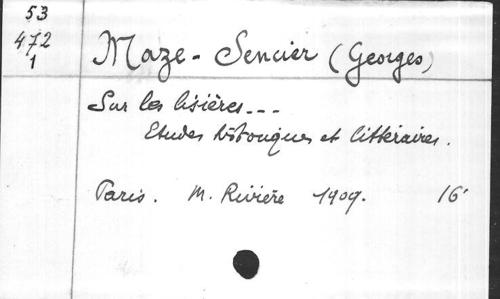 53
472
1
Maze-Sencier (Georges)
Sur les lisières---
Etudes historiques et littéraires.
Paris. M. Rivière 1909. 16°